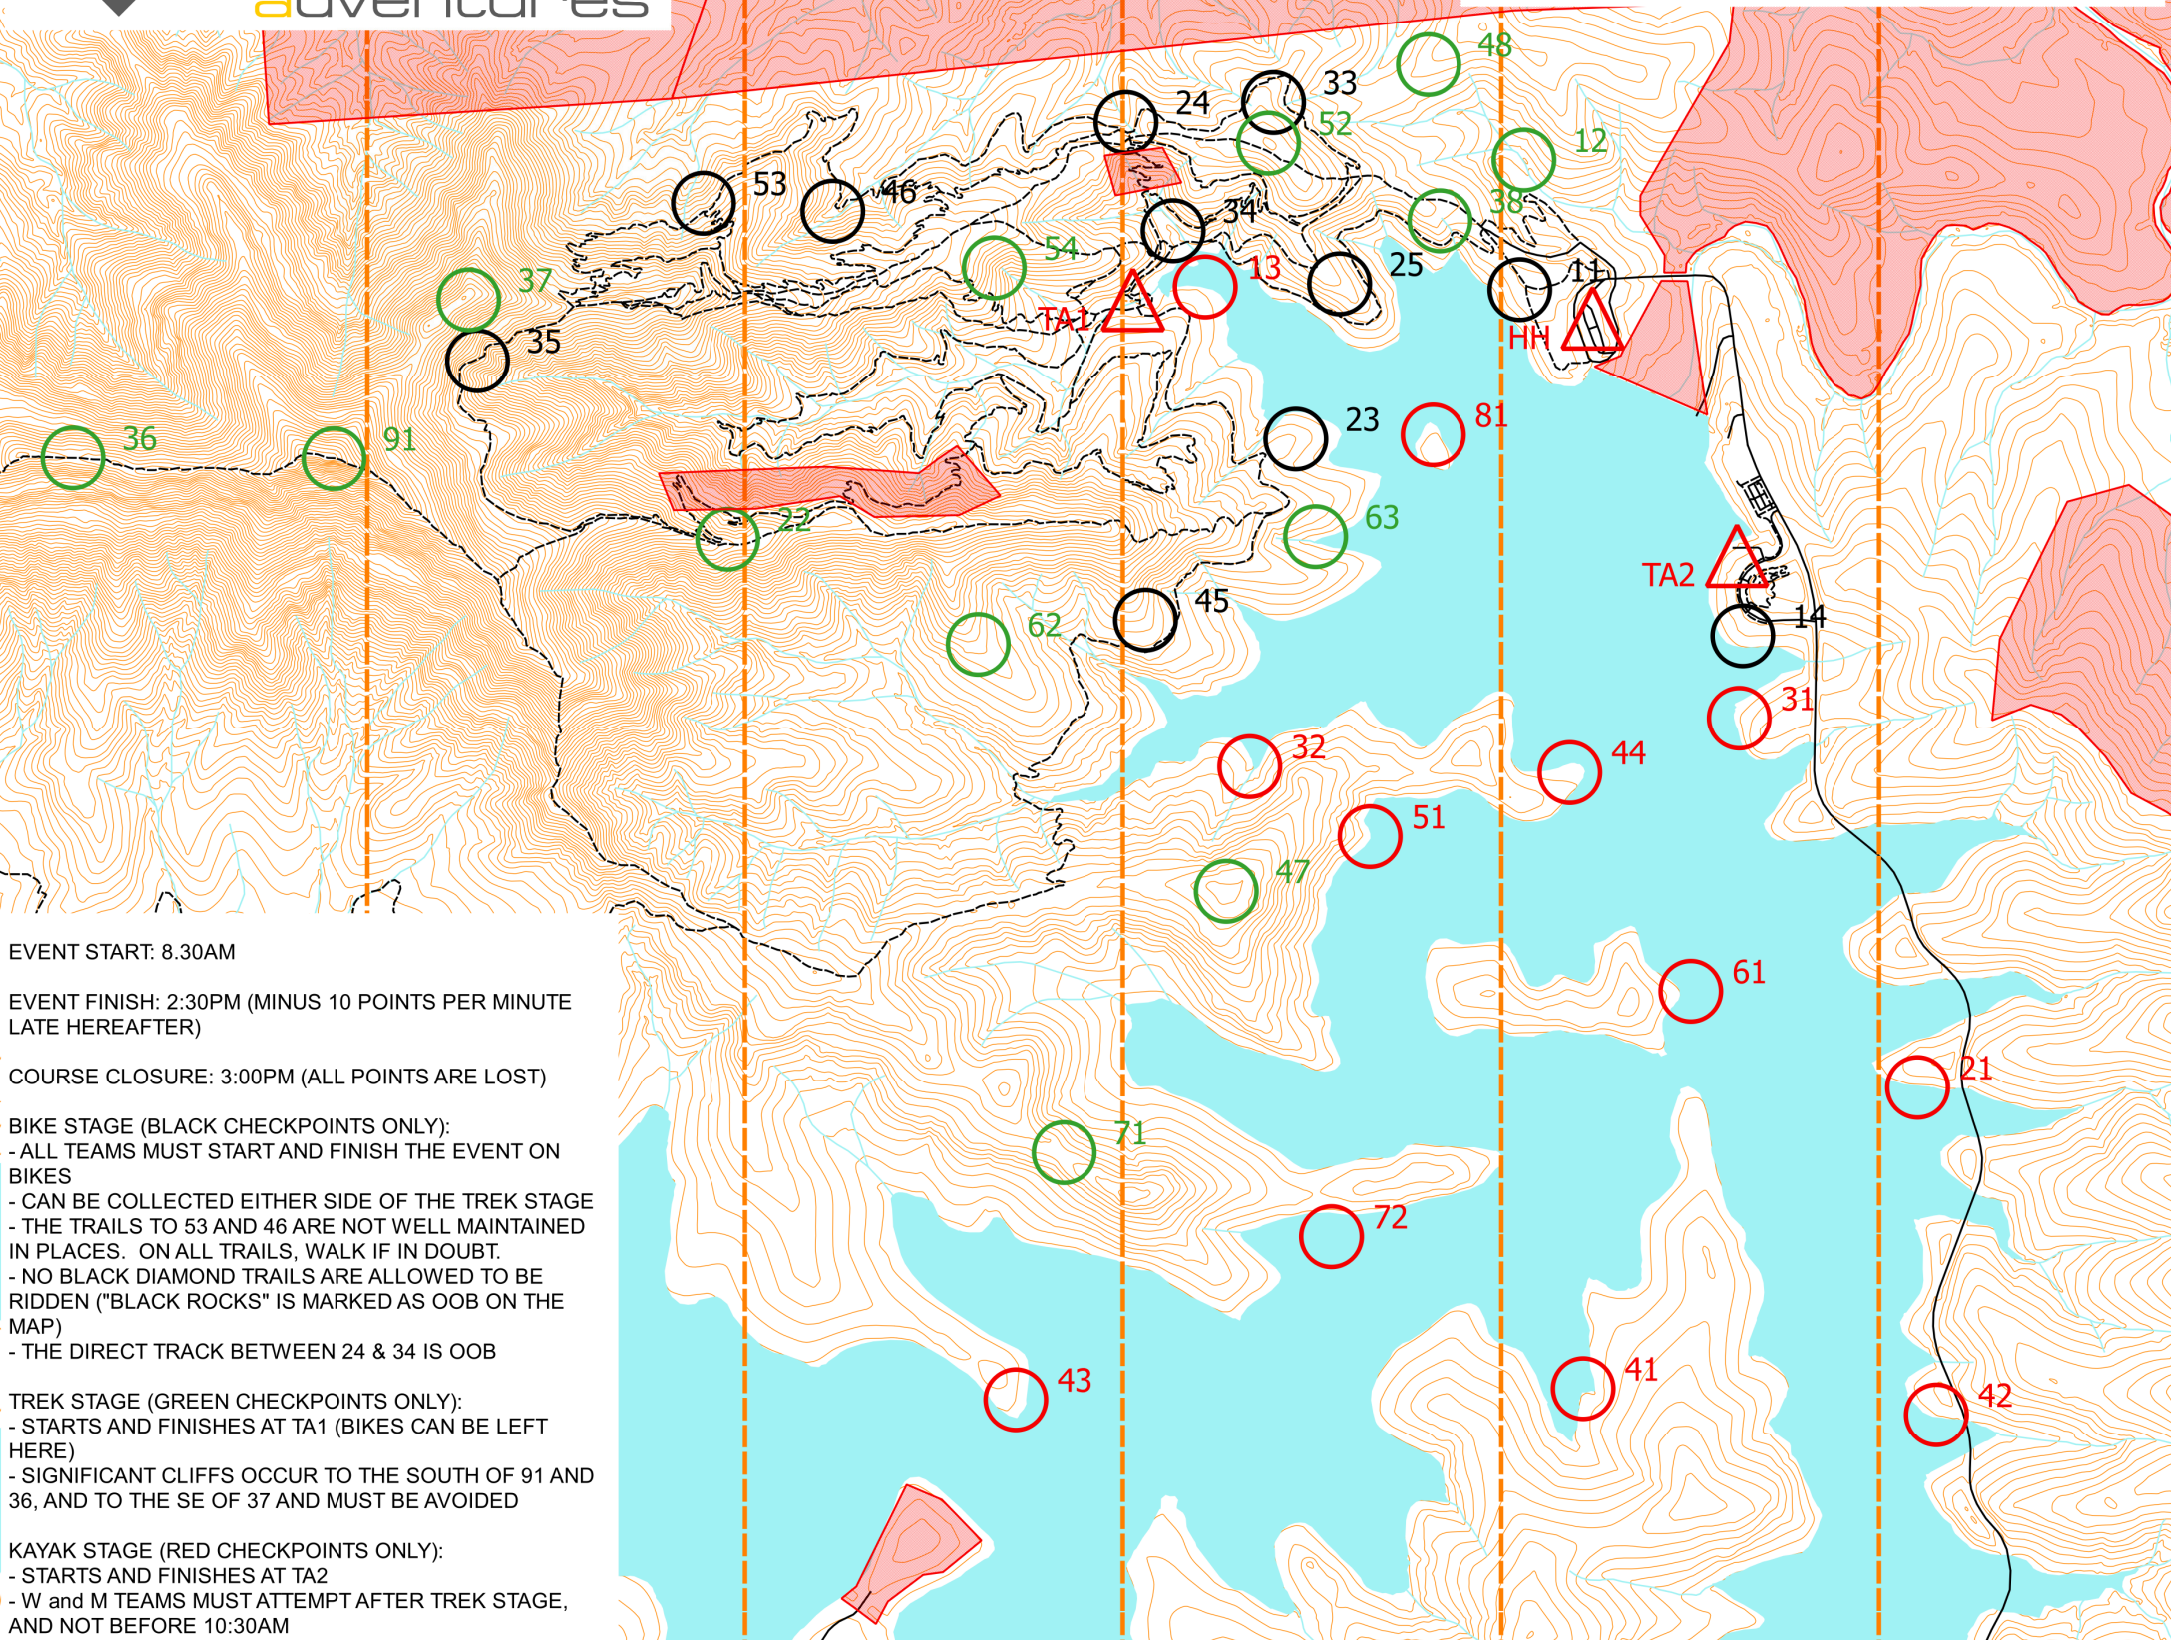 adventures
48
33
24
52
12
53
46
38
34
54
13
25
11
37
TA1
HH
35
23
81
36
91
22
63
TA2
45
14
62
31
32
44
51
47
61
21
71
72
43
41
42
EVENT START: 8.30AM
EVENT FINISH: 2:30PM (MINUS 10 POINTS PER MINUTE
LATE HEREAFTER)
COURSE CLOSURE: 3:00PM (ALL POINTS ARE LOST)
BIKE STAGE (BLACK CHECKPOINTS ONLY):
- ALL TEAMS MUST START AND FINISH THE EVENT ON
BIKES
- CAN BE COLLECTED EITHER SIDE OF THE TREK STAGE
- THE TRAILS TO 53 AND 46 ARE NOT WELL MAINTAINED
IN PLACES.  ON ALL TRAILS, WALK IF IN DOUBT.
- NO BLACK DIAMOND TRAILS ARE ALLOWED TO BE
RIDDEN ("BLACK ROCKS" IS MARKED AS OOB ON THE
MAP)
- THE DIRECT TRACK BETWEEN 24 & 34 IS OOB
TREK STAGE (GREEN CHECKPOINTS ONLY):
- STARTS AND FINISHES AT TA1 (BIKES CAN BE LEFT
HERE)
- SIGNIFICANT CLIFFS OCCUR TO THE SOUTH OF 91 AND
36, AND TO THE SE OF 37 AND MUST BE AVOIDED
KAYAK STAGE (RED CHECKPOINTS ONLY):
- STARTS AND FINISHES AT TA2
- W and M TEAMS MUST ATTEMPT AFTER TREK STAGE,
AND NOT BEFORE 10:30AM